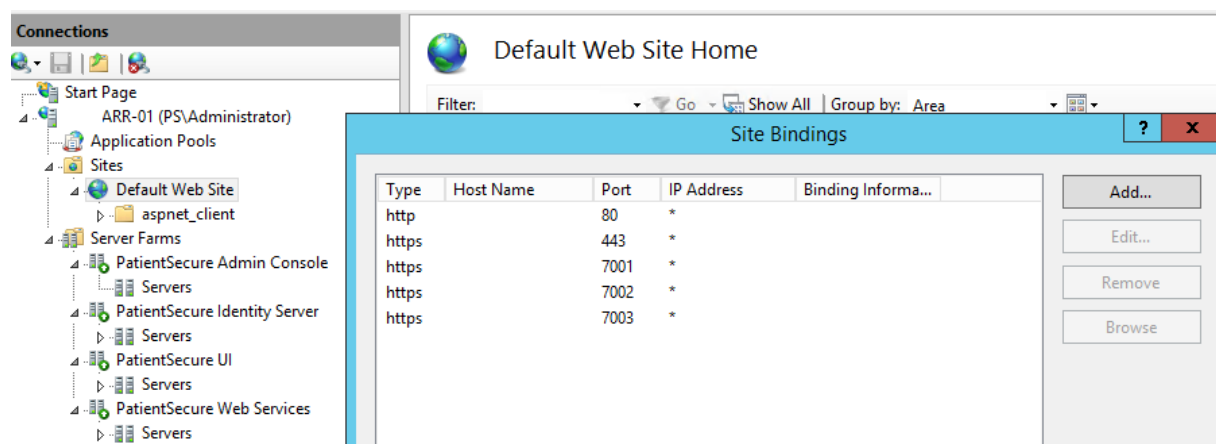 Connections
Start Page
ARR-01 (PS\Administrator)
Application Pools
Sites
Default Web Site
aspnet_client
Server Farms
PatientSecure Admin Console
Servers
PatientSecure Identity Server
Servers
PatientSecure UI
Servers
PatientSecure Web Services
Servers
Default Web Site Home
Filter: Go Show All Group by: Area
Site Bindings ? x
Type Host Name Port IP Address Binding Informa...
http 80 *
https 443 *
https 7001 *
https 7002 *
https 7003 *
Add...
Edit...
Remove
Browse